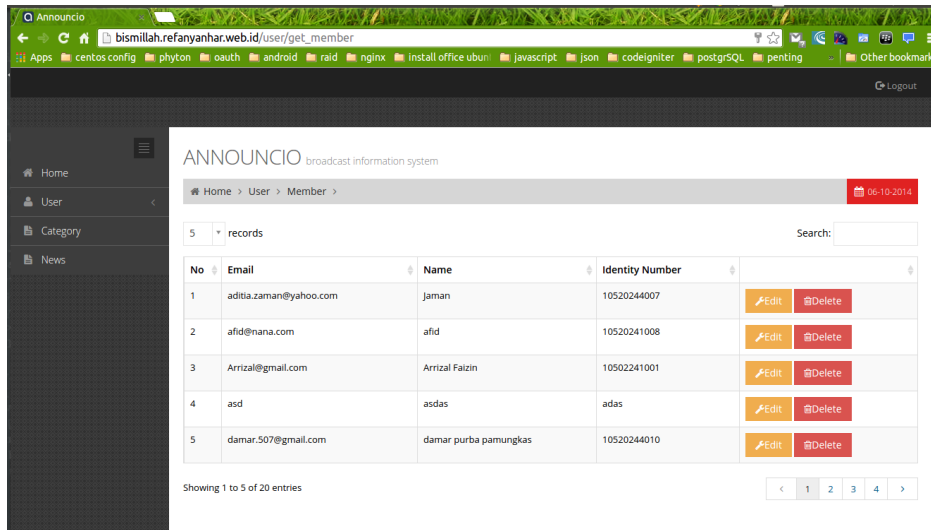 Announcio
bismillah.refanyanhar.web.id/user/get_member
Apps centos config phyton oauth android raid nginx install office ubun javascript json codeigniter postgrSQL penting Other bookmark
Logout
ANNOUNCIO broadcast information system
Home
Home > User > Member >
06-10-2014
User
Category
5 records
Search:
News
No Email Name Identity Number
1 aditia.zaman@yahoo.com Jaman 10520244007 Edit Delete
2 afid@nana.com afid 10520241008 Edit Delete
3 Arrizal@gmail.com Arrizal Faizin 10502241001 Edit Delete
4 asd asdas adas Edit Delete
5 damar.507@gmail.com damar purba pamungkas 10520244010 Edit Delete
Showing 1 to 5 of 20 entries
< 1 2 3 4 >